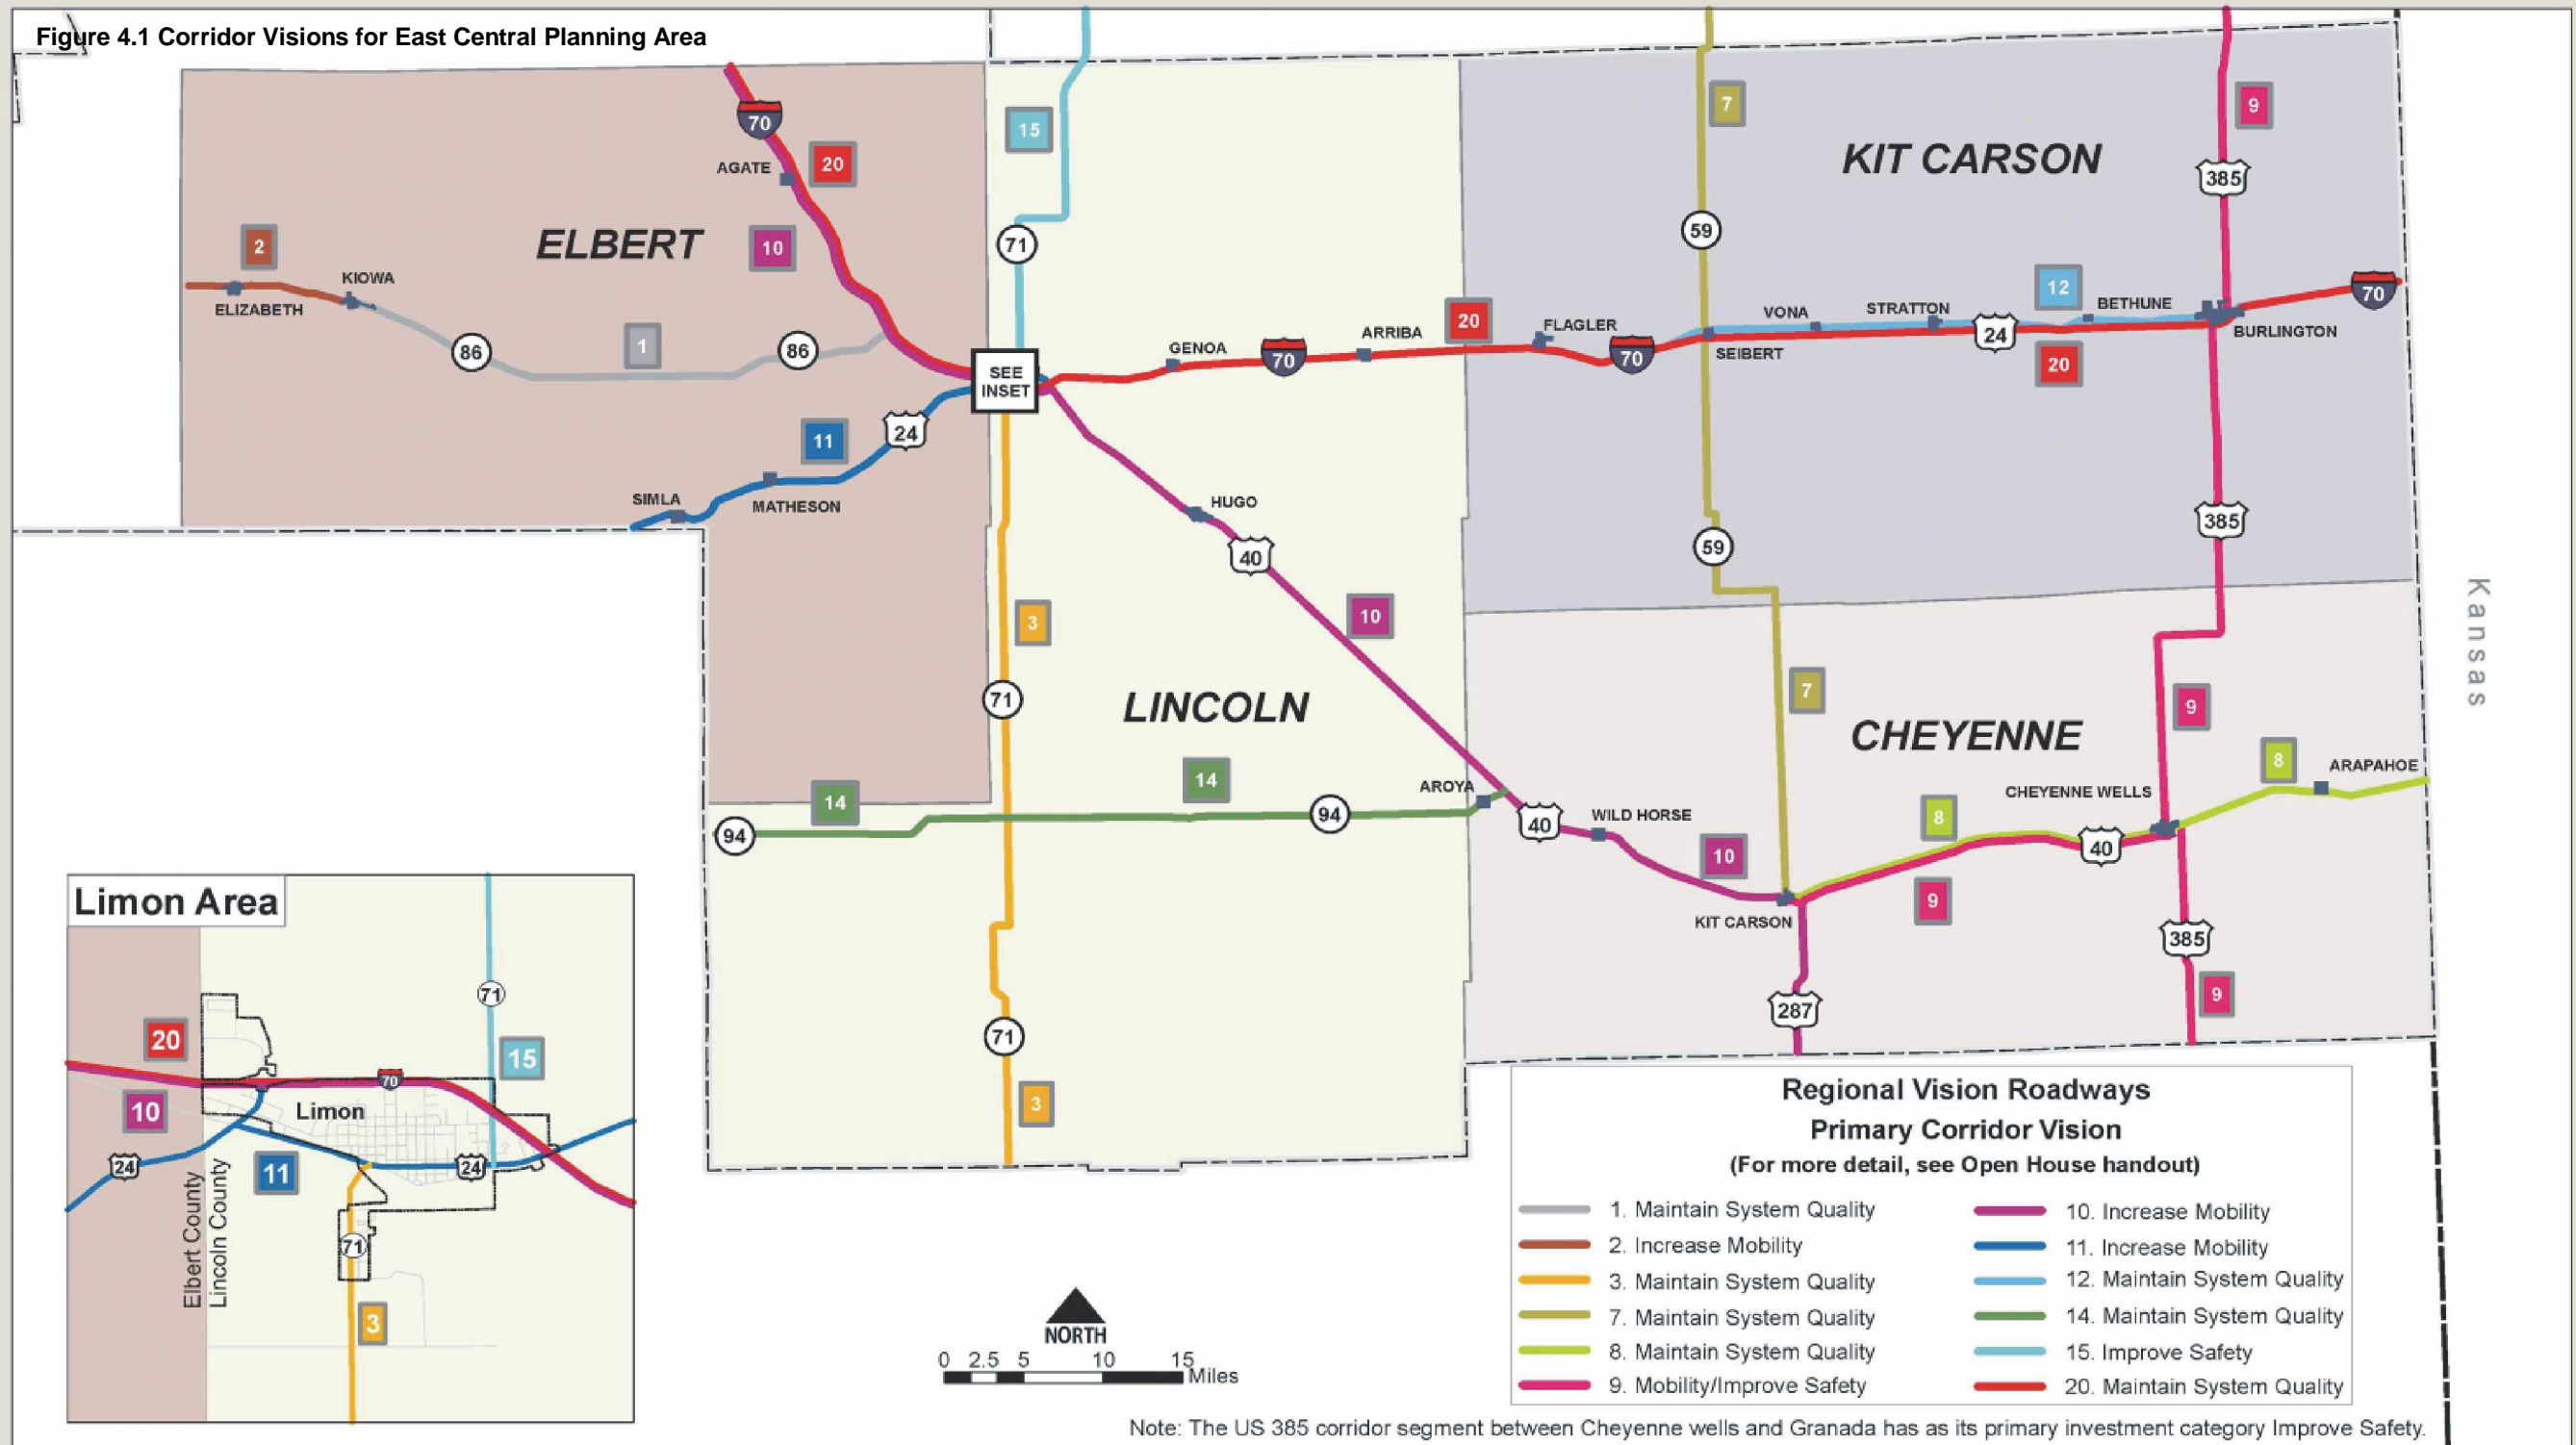 Figure 4.1 Corridor Visions for East Central Planning Area
70
AGATE
20
15
7
KIT CARSON
9
385
2
ELBERT
10
71
59
KIOWA
ELIZABETH
86
1
86
SEE
INSET
GENOA
70
ARRIBA
20
FLAGLER
70
SEIBERT
VONA
STRATTON
24
12
BETHUNE
70
BURLINGTON
20
11
24
SIMLA
MATHESON
HUGO
40
59
385
Kansas
3
10
71
LINCOLN
7
CHEYENNE
9
14
14
AROYA
94
94
40
WILD HORSE
10
KIT CARSON
8
CHEYENNE WELLS
40
8
ARAPAHOE
9
385
9
287
71
3
Limon Area
71
20
15
70
10
Limon
24
11
24
Elbert County
Lincoln County
71
3
NORTH
0 2.5 5 10 15
Miles
Regional Vision Roadways
Primary Corridor Vision
(For more detail, see Open House handout)
1. Maintain System Quality
2. Increase Mobility
3. Maintain System Quality
7. Maintain System Quality
8. Maintain System Quality
9. Mobility/Improve Safety
10. Increase Mobility
11. Increase Mobility
12. Maintain System Quality
14. Maintain System Quality
15. Improve Safety
20. Maintain System Quality
Note: The US 385 corridor segment between Cheyenne wells and Granada has as its primary investment category Improve Safety.